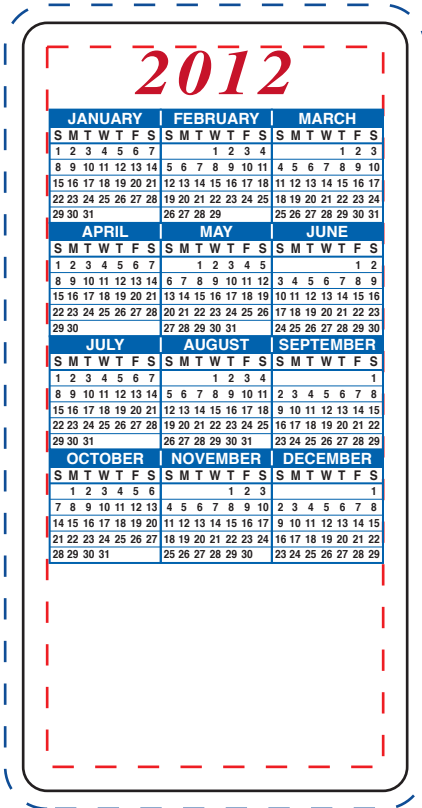 2012
JANUARY | FEBRUARY | MARCH
S M T W T F S S M T W T F S S M T W T F S
1 2 3 4 5 6 7 1 2 3 4 1 2 3
8 9 10 11 12 13 14 5 6 7 8 9 10 11 4 5 6 7 8 9 10
15 16 17 18 19 20 21 12 13 14 15 16 17 18 11 12 13 14 15 16 17
22 23 24 25 26 27 28 19 20 21 22 23 24 25 18 19 20 21 22 23 24
29 30 31 26 27 28 29 25 26 27 28 29 30 31
APRIL MAY JUNE
S M T W T F S S M T W T F S S M T W T F S
1 2 3 4 5 6 7 1 2 3 4 5 1 2
8 9 10 11 12 13 14 6 7 8 9 10 11 12 3 4 5 6 7 8 9
15 16 17 18 19 20 21 13 14 15 16 17 18 19 10 11 12 13 14 15 16
22 23 24 25 26 27 28 20 21 22 23 24 25 26 17 18 19 20 21 22 23
29 30 27 28 29 30 31 24 25 26 27 28 29 30
JULY AUGUST SEPTEMBER
S M T W T F S S M T W T F S S M T W T F S
1 2 3 4 5 6 7 1 2 3 4 1
8 9 10 11 12 13 14 5 6 7 8 9 10 11 2 3 4 5 6 7 8
15 16 17 18 19 20 21 12 13 14 15 16 17 18 9 10 11 12 13 14 15
22 23 24 25 26 27 28 19 20 21 22 23 24 25 16 17 18 19 20 21 22
29 30 31 26 27 28 29 30 31 23 24 25 26 27 28 29
OCTOBER NOVEMBER DECEMBER
S M T W T F S S M T W T F S S M T W T F S
1 2 3 4 5 6 1 2 3 1
7 8 9 10 11 12 13 4 5 6 7 8 9 10 2 3 4 5 6 7 8
14 15 16 17 18 19 20 11 12 13 14 15 16 17 9 10 11 12 13 14 15
21 22 23 24 25 26 27 18 19 20 21 22 23 24 16 17 18 19 20 21 22
28 29 30 31 25 26 27 28 29 30 23 24 25 26 27 28 29